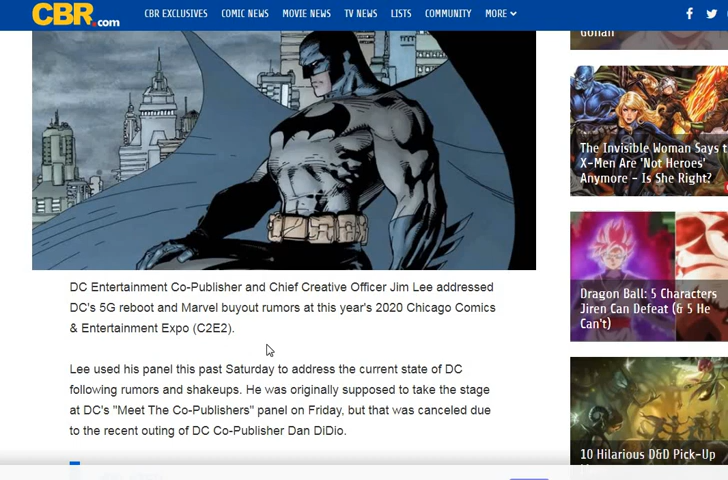 CBR.com
CBR EXCLUSIVES COMIC NEWS MOVIE NEWS TV NEWS LISTS COMMUNITY MORE
DC Entertainment Co-Publisher and Chief Creative Officer Jim Lee addressed
DC's 5G reboot and Marvel buyout rumors at this year's 2020 Chicago Comics
& Entertainment Expo (C2E2).
Lee used his panel this past Saturday to address the current state of DC
following rumors and shakeups. He was originally supposed to take the stage
at DC's "Meet The Co-Publishers" panel on Friday, but that was canceled due
to the recent outing of DC Co-Publisher Dan DiDio.
Gohan
The Invisible Woman Says t
X-Men Are 'Not Heroes'
Anymore – Is She Right?
Dragon Ball: 5 Characters
Jiren Can Defeat (& 5 He
Can't)
10 Hilarious D&D Pick-Up